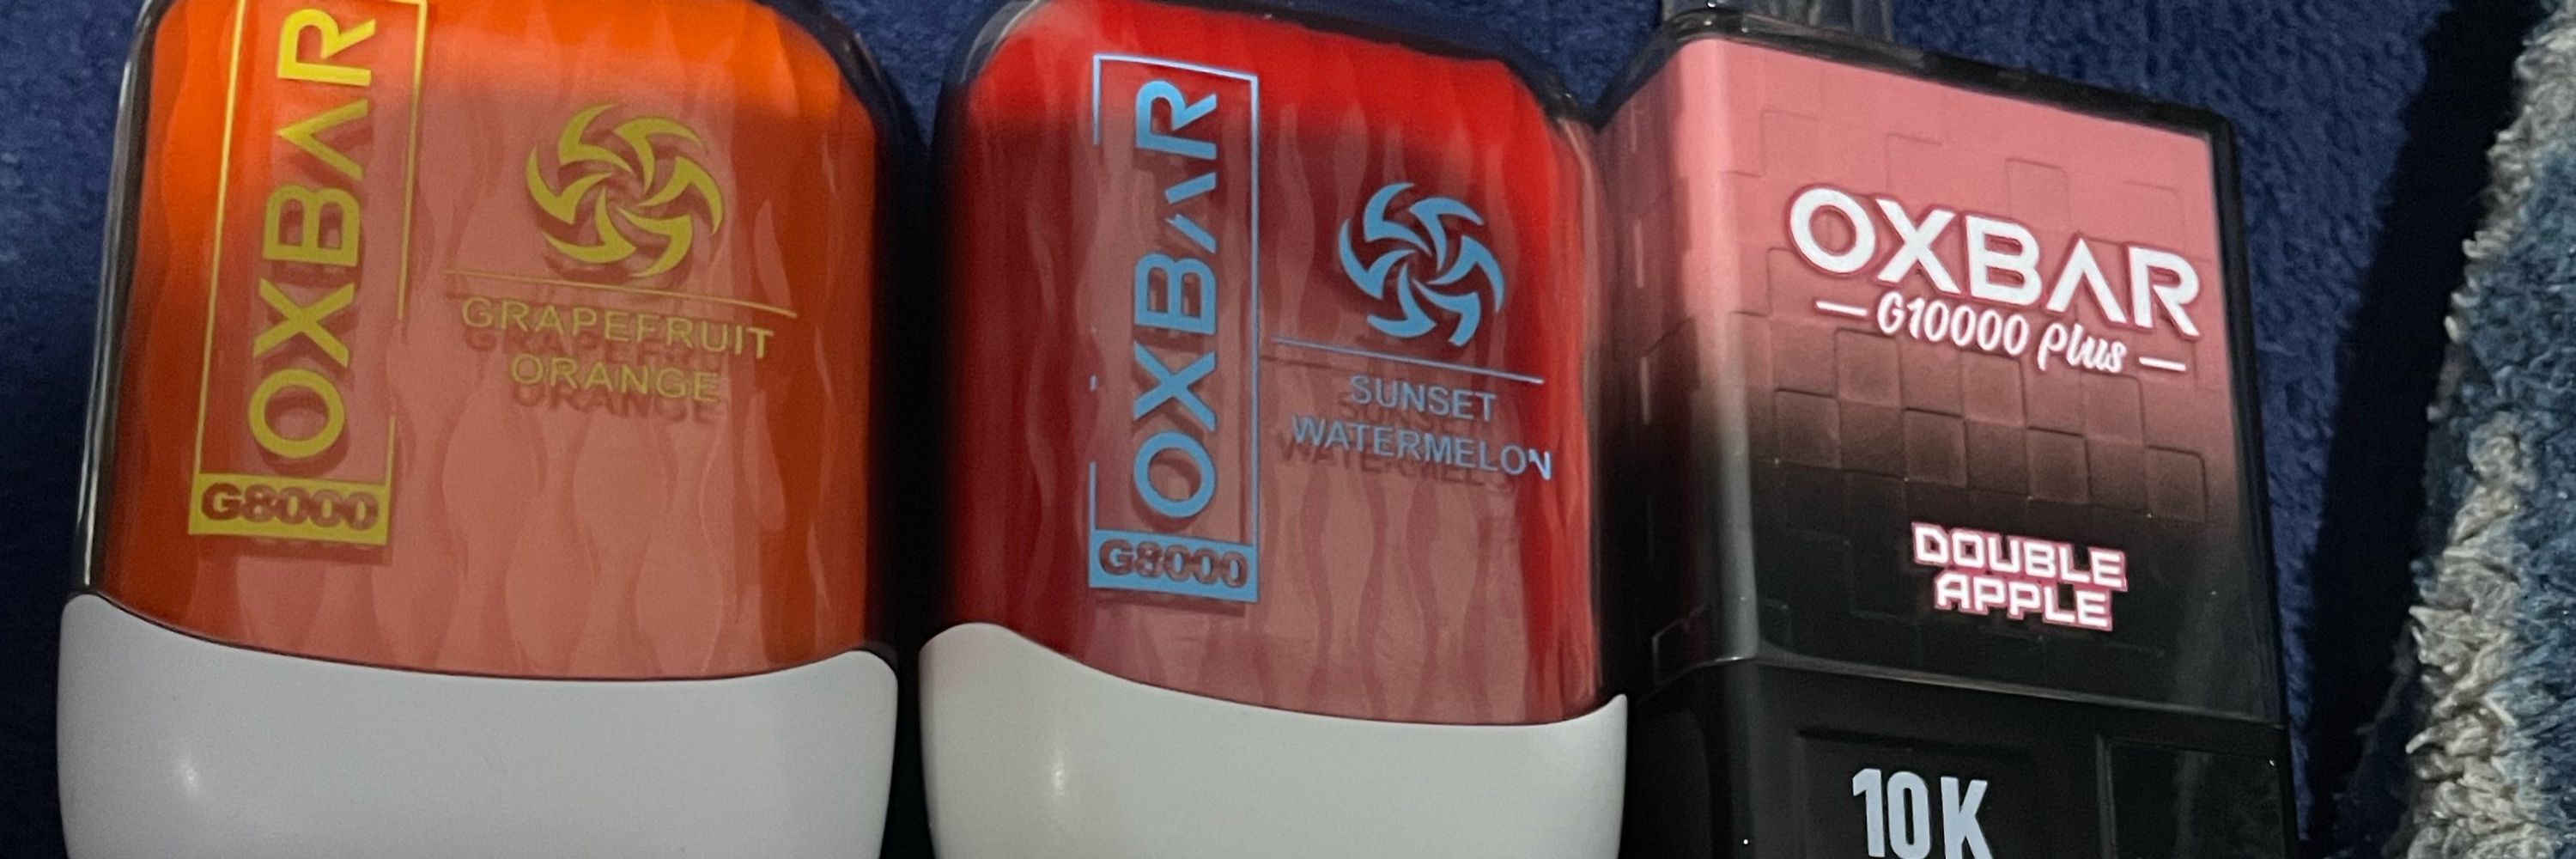 OXBAR
G8000
GRAPEFRUIT
ORANGE
OXBAR
G8000
SUNSET
WATERMELON
OXBAR
G10000 Plus
DOUBLE
APPLE
10K